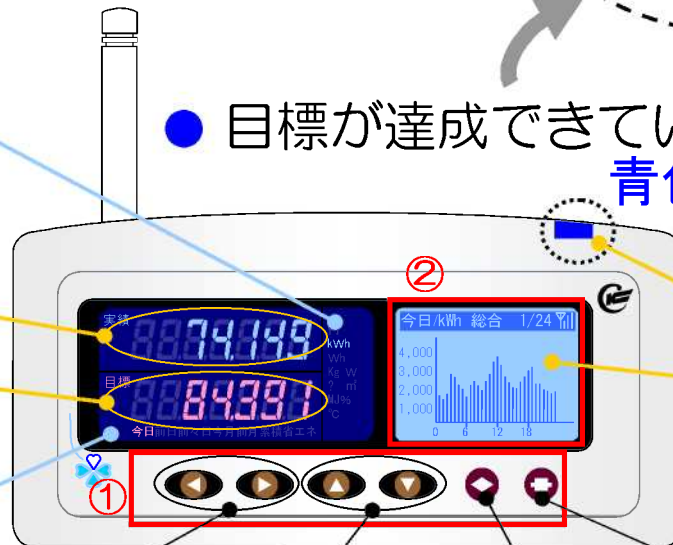 ● 目標が達成できてい
青
②
実績
74.149
kWh
Wh
Kg W
? ㎥
MJ%
℃
目標
84.391
今日前日前々日今月前月累積省エネ
今日/kWh 総合 1/24
4,000
3,000
2,000
1,000
0 6 12 18
①